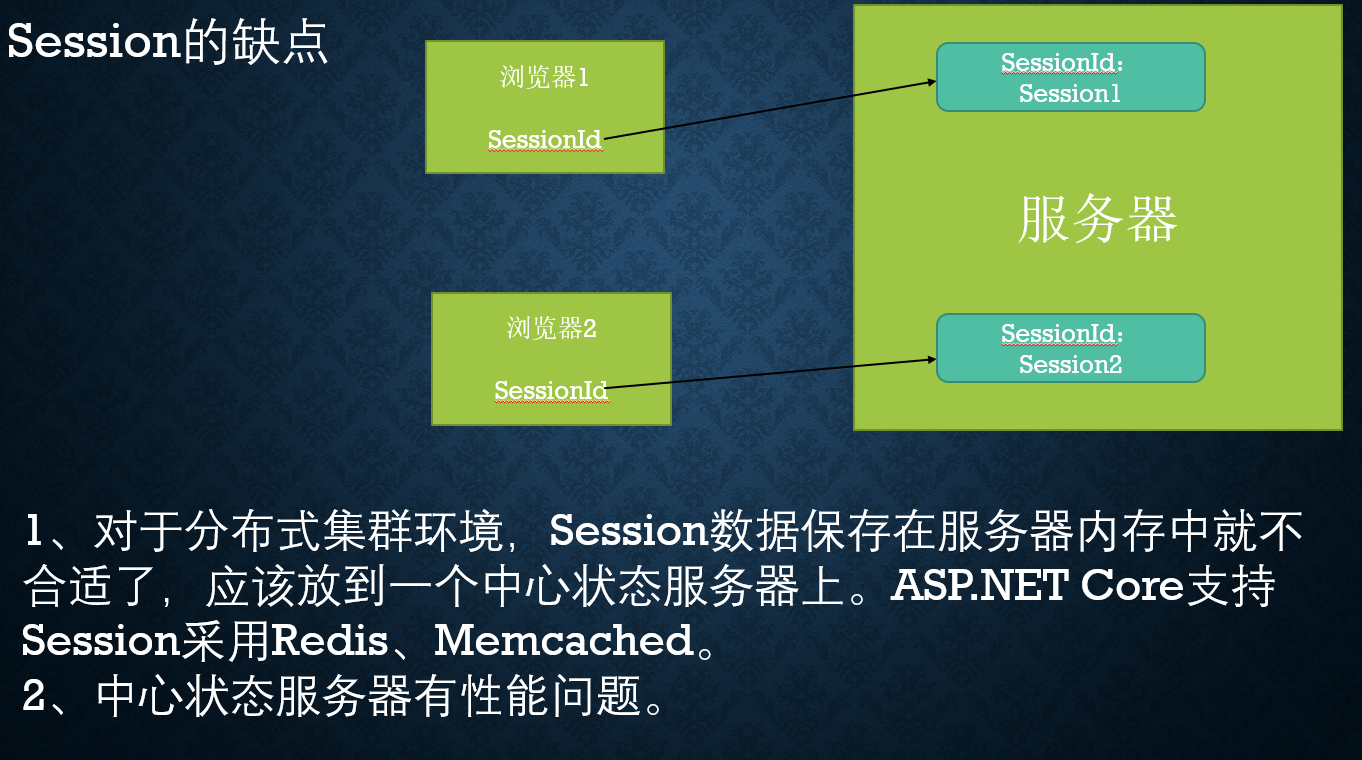 Session的缺点
浏览器1
SessionId
SessionId:
Session1
服务器
浏览器2
SessionId
SessionId:
Session2
1、对于分布式集群环境，Session数据保存在服务器内存中就不
合适了，应该放到一个中心状态服务器上。ASP.NET Core支持
Session采用Redis、Memcached。
2、中心状态服务器有性能问题。